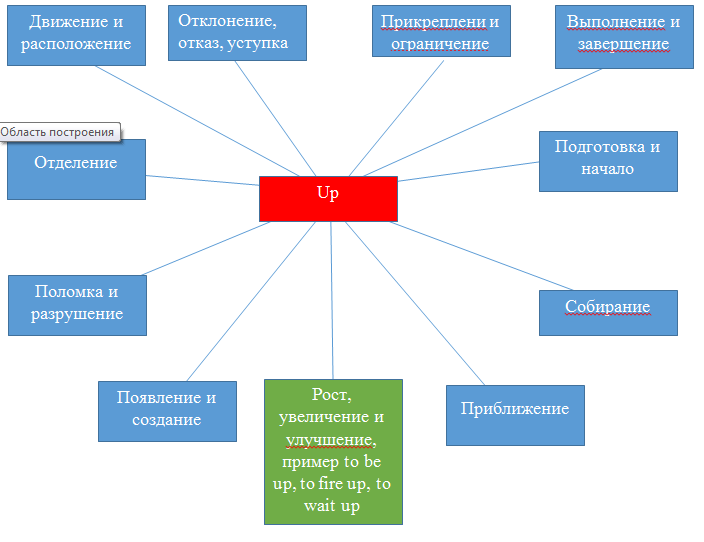 Движение и
расположение
Отклонение,
отказ, уступка
Прикреплени и
ограничение
Выполнение и
завершение
Область построения
Отделение
Подготовка и
начало
Up
Поломка и
разрушение
Собирание
Появление и
создание
Рост,
увеличение и
улучшение,
пример to be
up, to fire up, to
wait up
Приближение